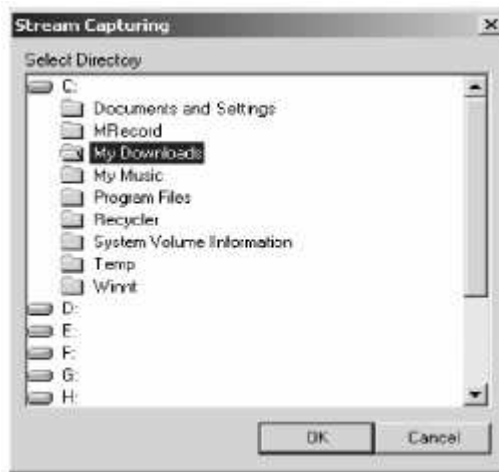 Stream Capturing
Select Directory
C:
Documents and Settings
MRecord
My Downloads
My Music
Program Files
Recycler
System Volume Information
Temp
Winnt
D:
E:
F:
G:
H:
OK
Cancel